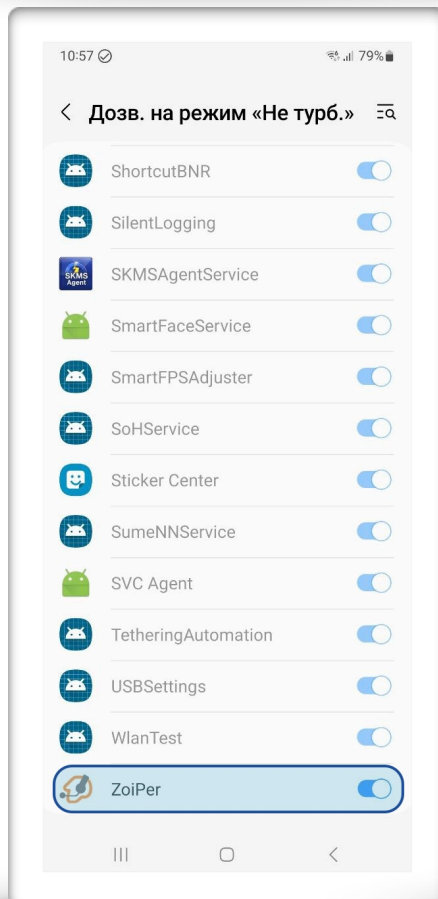 10:57 79%
Дозв. на режим «Не турб.»
ShortcutBNR
SilentLogging
SKMS Agent SKMSAgentService
SmartFaceService
SmartFPSAdjuster
SoHService
Sticker Center
SumeNNService
SVC Agent
TetheringAutomation
USBSettings
WlanTest
ZoiPer